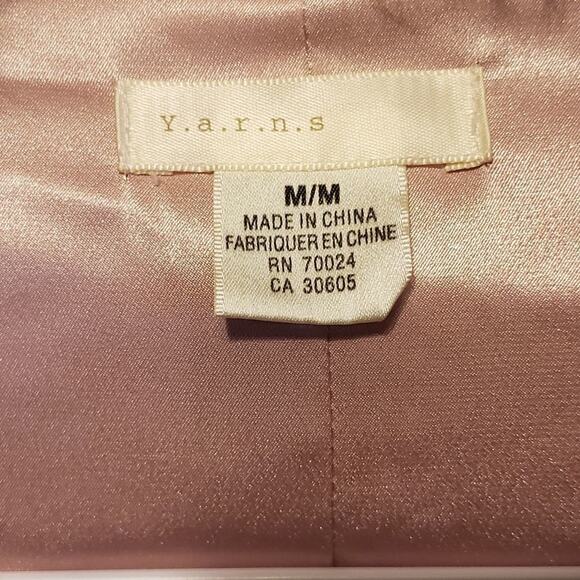 Y.a.r.n.s
M/M
MADE IN CHINA
FABRIQUER EN CHINE
RN 70024
CA 30605